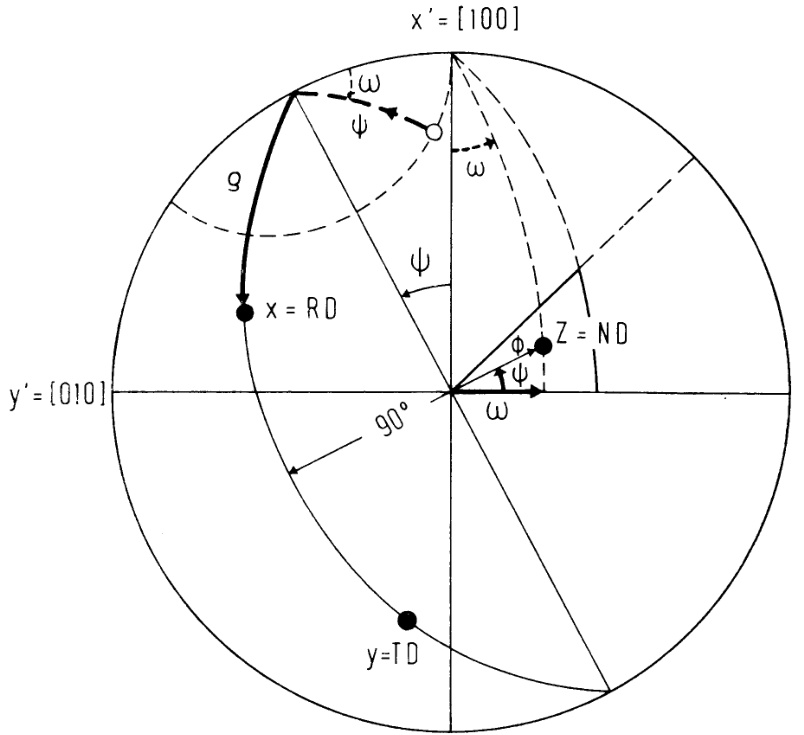 x' = [100]
ω
ψ
ω
ϱ
ψ
x = RD
Z = ND
ϕ
ψ
y' = [010]
ω
90°
y=TD